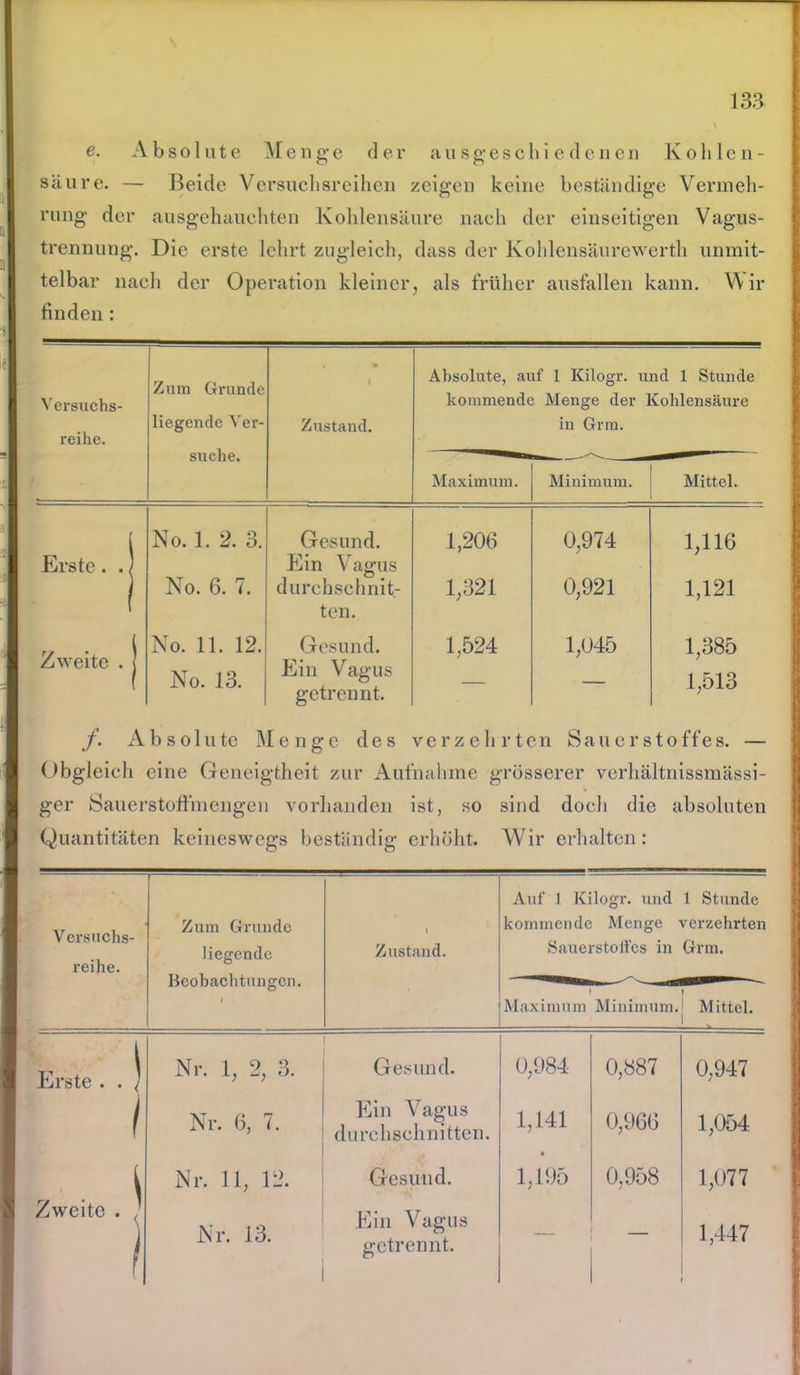 133
e. Absolute Menge der ausgeschiedenen Kohlen-
säure. — Beide Versuchsreihen zeigen keine beständige Vermeh-
rung der ausgehauchten Kohlensäure nach der einseitigen Vagus-
trennung. Die erste lehrt zugleich, dass der Kohlensäurewerth unmit-
telbar nach der Operation kleiner, als früher ausfallen kann. Wir
finden:
Versuchs-
reihe.
Zum Grunde
liegende Ver-
suche.
Zustand.
Absolute, auf 1 Kilogr. und 1 Stunde
kommende Menge der Kohlensäure
in Grm.
Maximum. Minimum. Mittel.
Erste . .
No. 1. 2. 3. Gesund. 1,206 0,974 1,116
No. 6. 7. Ein Vagus
durchschnit-
ten. 1,321 0,921 1,121
Zweite .
No. 11. 12. Gesund. 1,524 1,045 1,385
No. 13. Ein Vagus
getrennt. — — 1,513
f. Absolute Menge des verzehrten Sauerstoffes. —
Obgleich eine Geneigtheit zur Aufnahme grösserer verhältnissmässi-
ger Sauerstoffmengen vorhanden ist, so sind doch die absoluten
Quantitäten keineswegs beständig erhöht. Wir erhalten:
Versuchs-
reihe.
Zum Grunde
liegende
Beobachtungen.
Zustand.
Auf 1 Kilogr. und 1 Stunde
kommende Menge verzehrten
Sauerstoffes in Grm.
Maximum Minimum. Mittel.
Erste . .
Nr. 1, 2, 3. Gesund. 0,984 0,887 0,947
Nr. 6, 7. Ein Vagus
durchschnitten. 1,141 0,966 1,054
Zweite .
Nr. 11, 12. Gesund. 1,195 0,958 1,077
Nr. 13. Ein Vagus
getrennt. — — 1,447